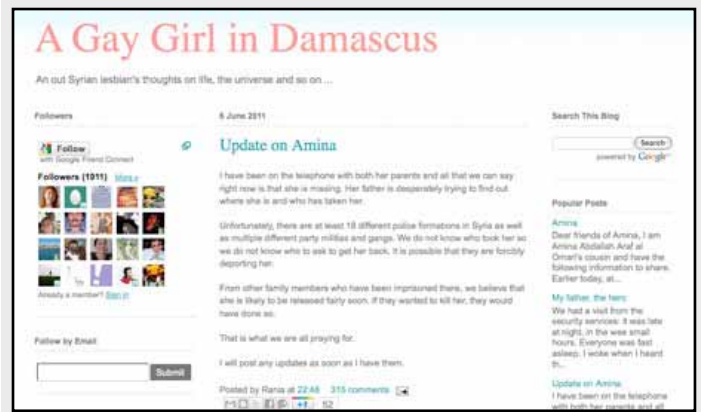 A Gay Girl in Damascus
An out Syrian lesbian's thoughts on life, the universe and so on ...
Followers
Follow
with Google Friend Connect
Followers (1911) More »
Already a member? Sign in
Follow by Email
Submit
6 June 2011
Update on Amina
I have been on the telephone with both her parents and all that we can say
right now is that she is missing. Her father is desperately trying to find out
where she is and who has taken her.
Unfortunately, there are at least 18 different police formations in Syria as well
as multiple different party militias and gangs. We do not know who took her so
we do not know who to ask to get her back. It is possible that they are forcibly
deporting her.
From other family members who have been imprisoned there, we believe that
she is likely to be released fairly soon. If they wanted to kill her, they would
have done so.
That is what we are all praying for.
I will post any updates as soon as I have them.
Posted by Rania at 22:48 315 comments
+1 52
Search This Blog
Search
powered by Google™
Popular Posts
Amina
Dear friends of Amina, I am
Amina Abdallah Araf al
Omari's cousin and have the
following information to share.
Earlier today, at...
My father, the hero
We had a visit from the
security services. It was late
at night, in the wee small
hours. Everyone was fast
asleep. I woke when I heard
th...
Update on Amina
I have been on the telephone
with both her parents and all